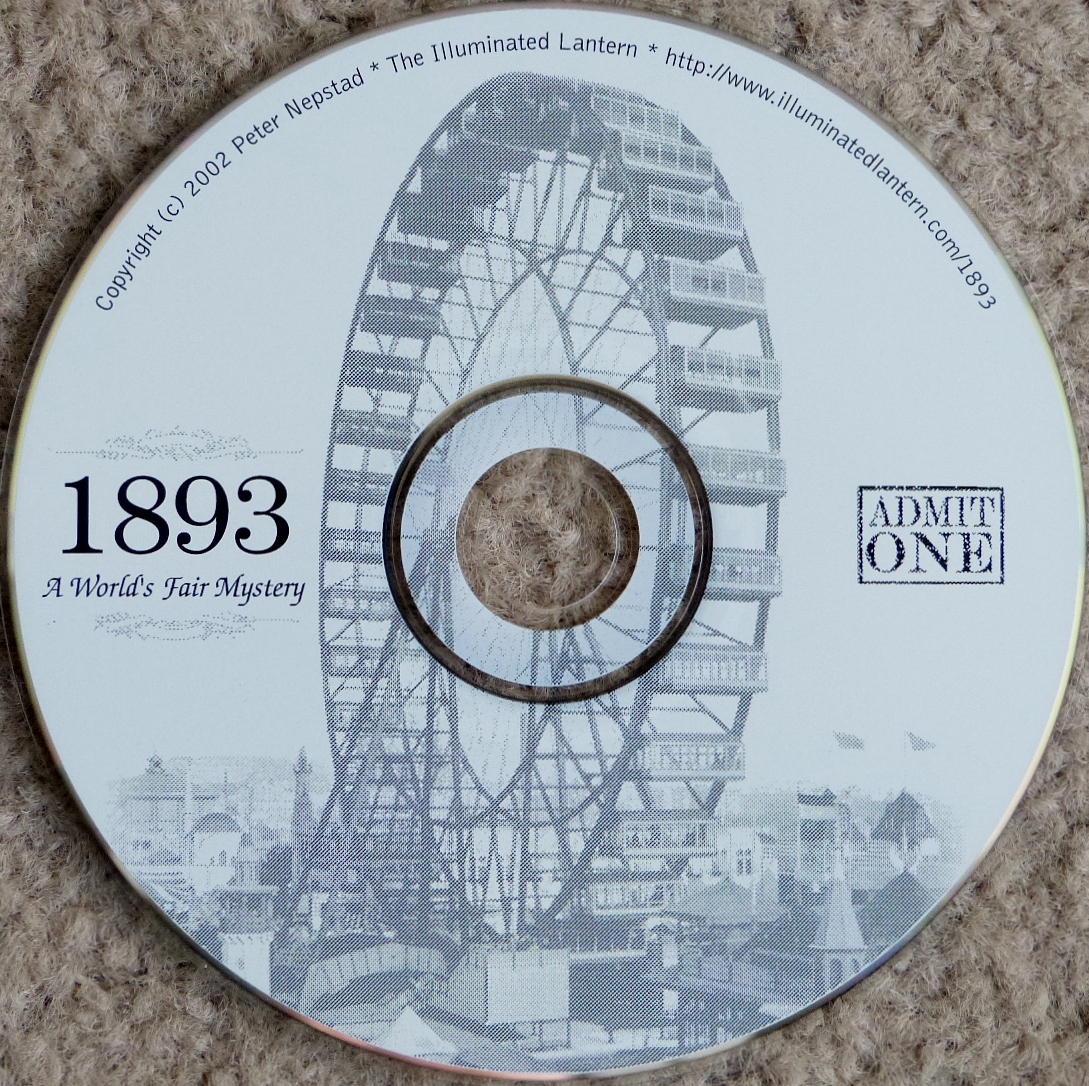 Copyright (c) 2002 Peter Nepstad * The Illuminated Lantern * http://www.illuminatedlantern.com/1893
1893
A World's Fair Mystery
ADMIT
ONE